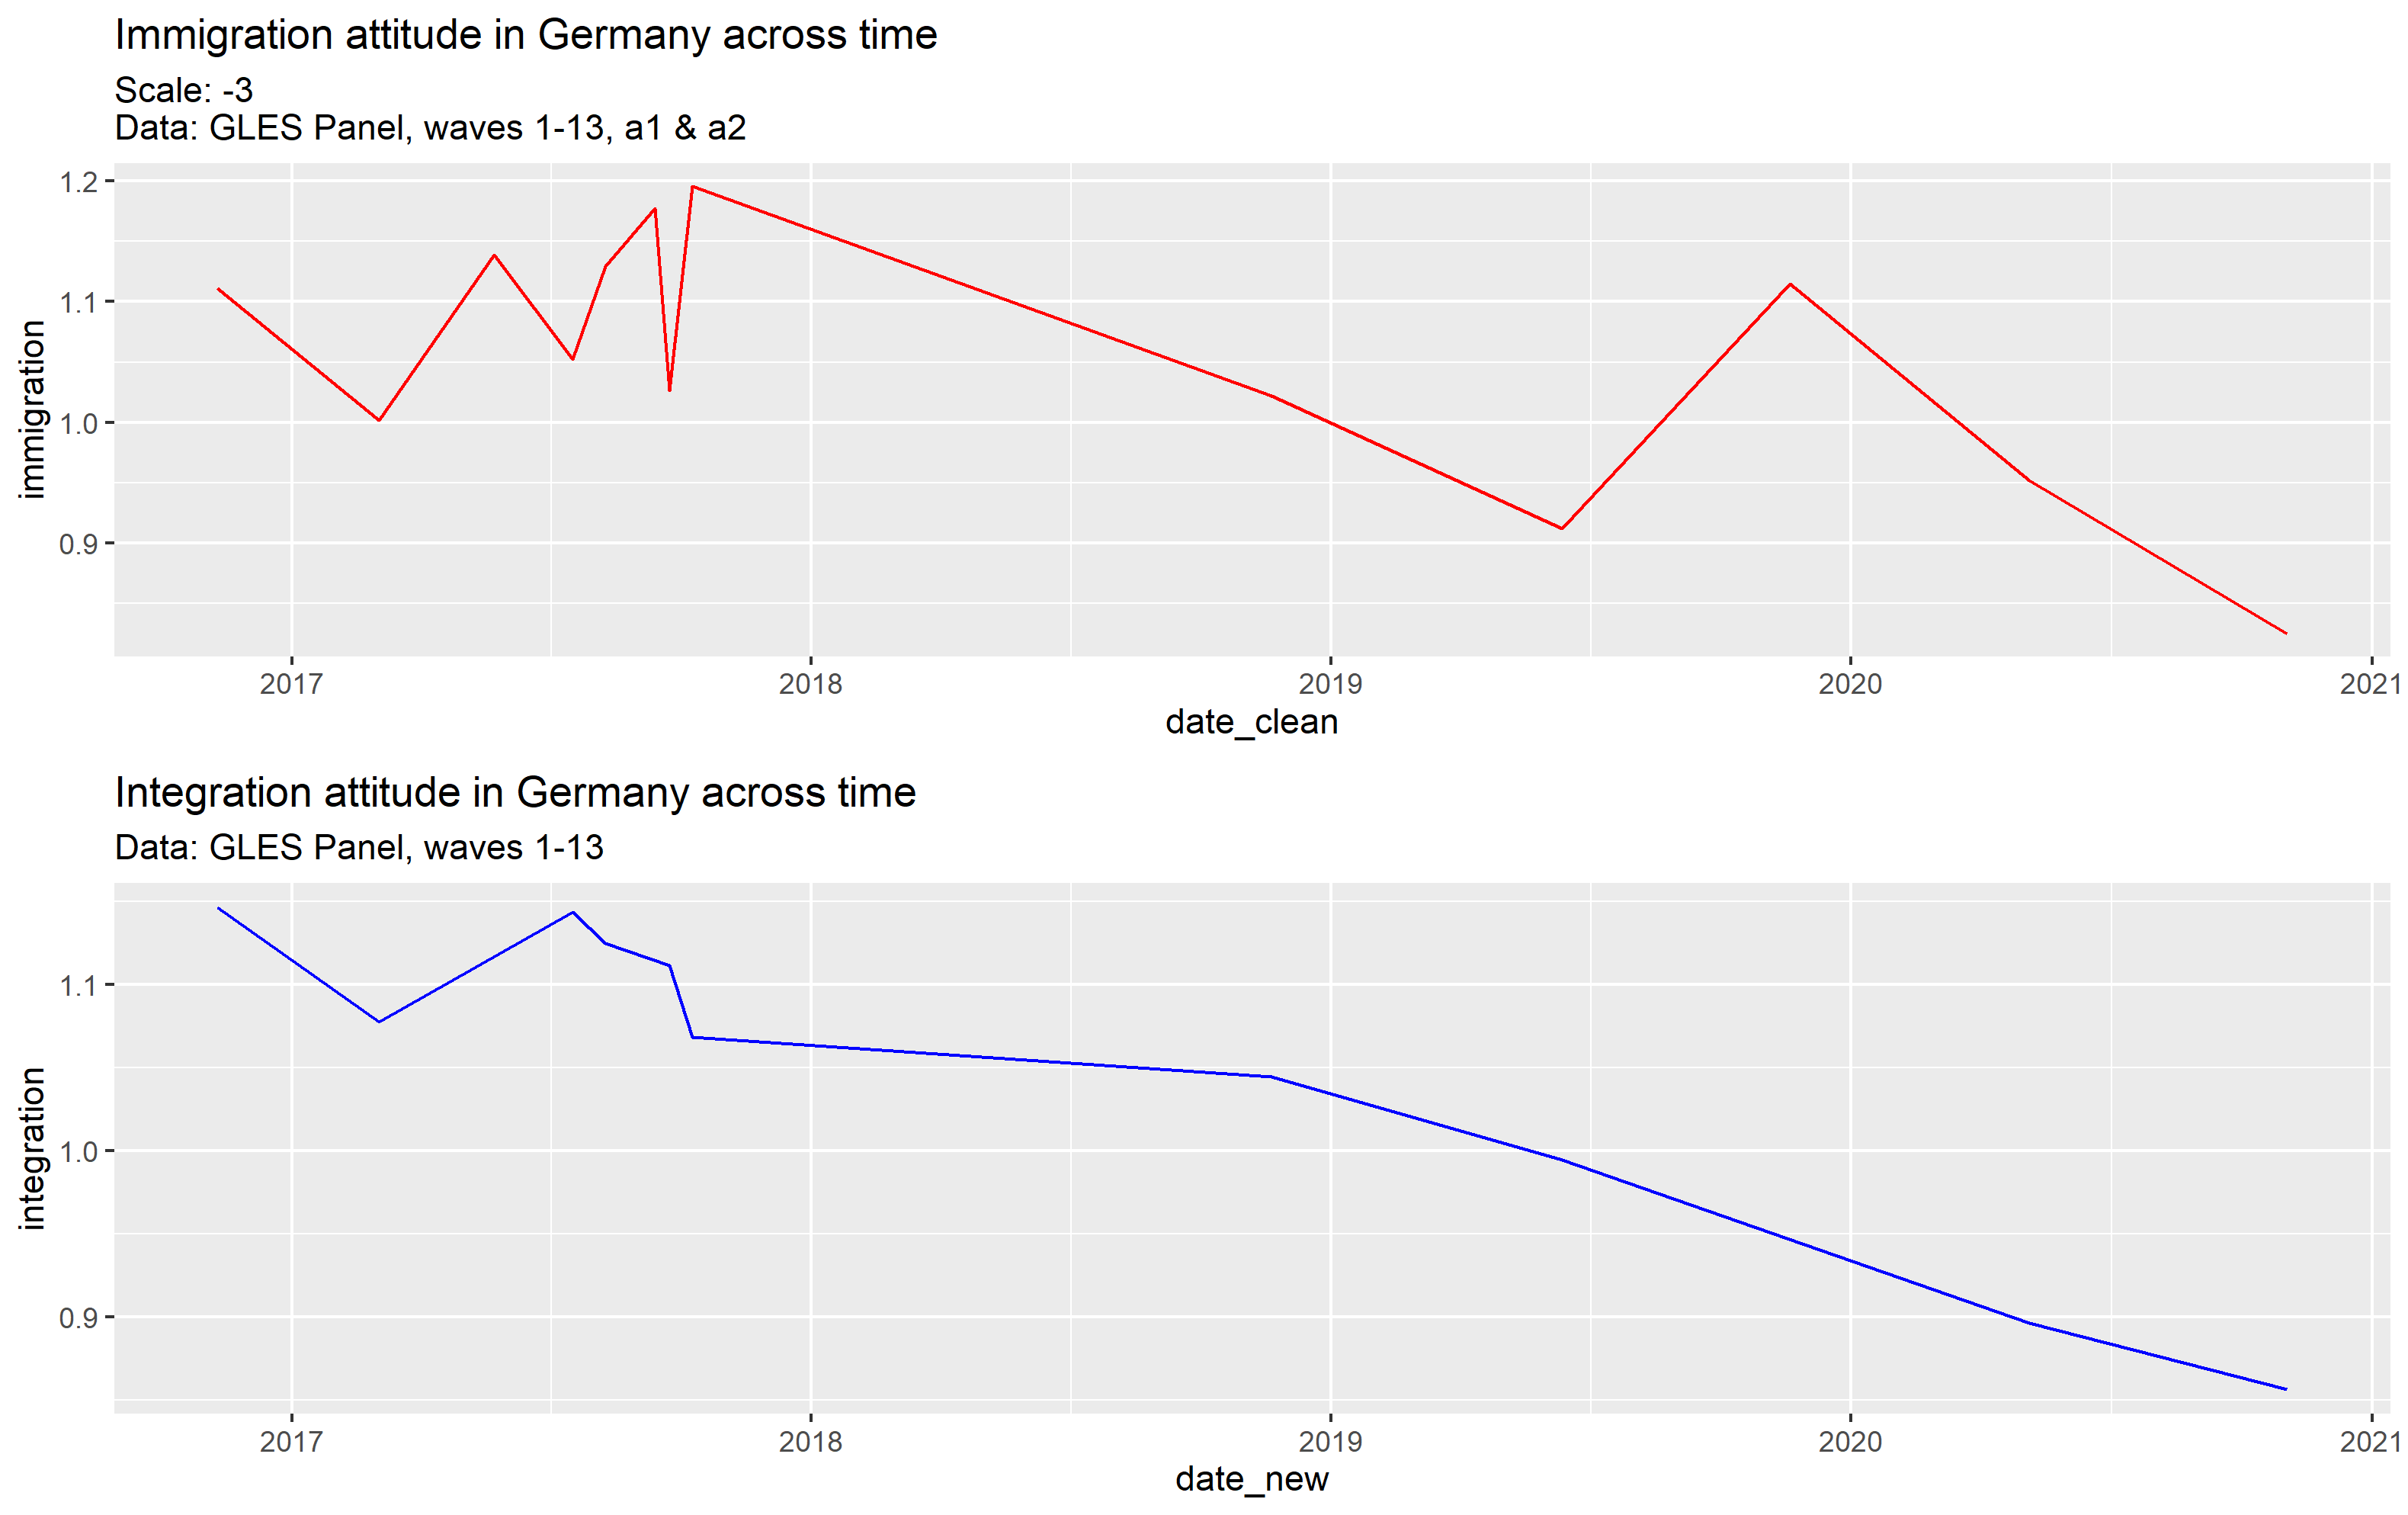 Immigration attitude in Germany across time
Scale: -3
Data: GLES Panel, waves 1-13, a1 & a2
1.2
1.1
1.0
0.9
immigration
2017 2018 2019 2020 2021
date_clean
Integration attitude in Germany across time
Data: GLES Panel, waves 1-13
1.1
1.0
0.9
integration
2017 2018 2019 2020 2021
date_new